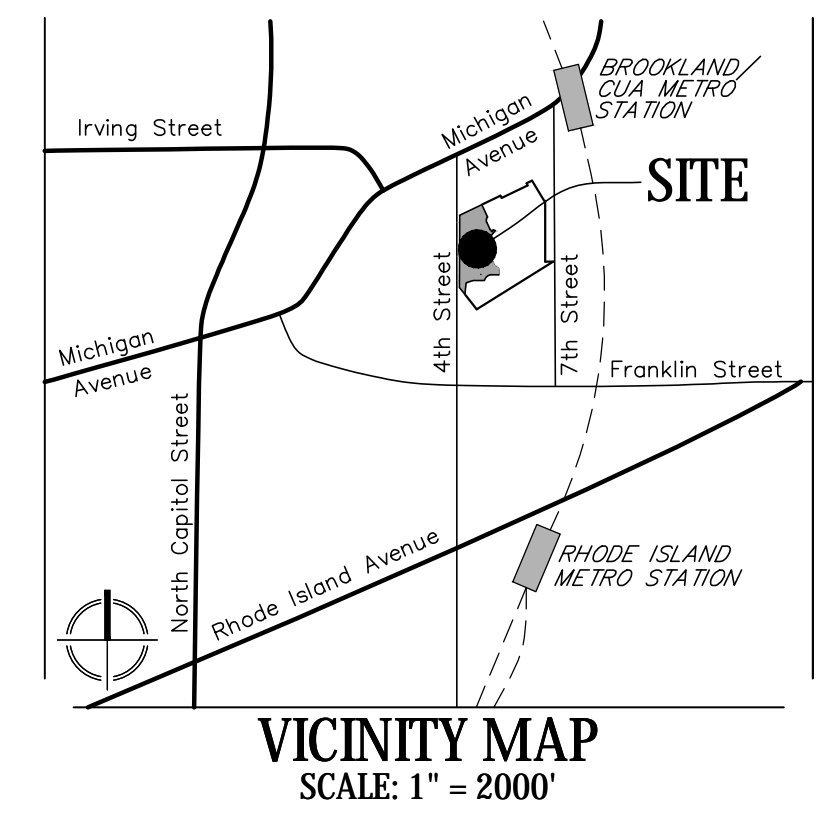 BROOKLAND/
CUA METRO
STATION
Irving Street
Michigan
Avenue
SITE
4th Street
7th Street
Michigan
Avenue
Franklin Street
North Capitol Street
Rhode Island Avenue
RHODE ISLAND
METRO STATION
VICINITY MAP
SCALE: 1" = 2000'